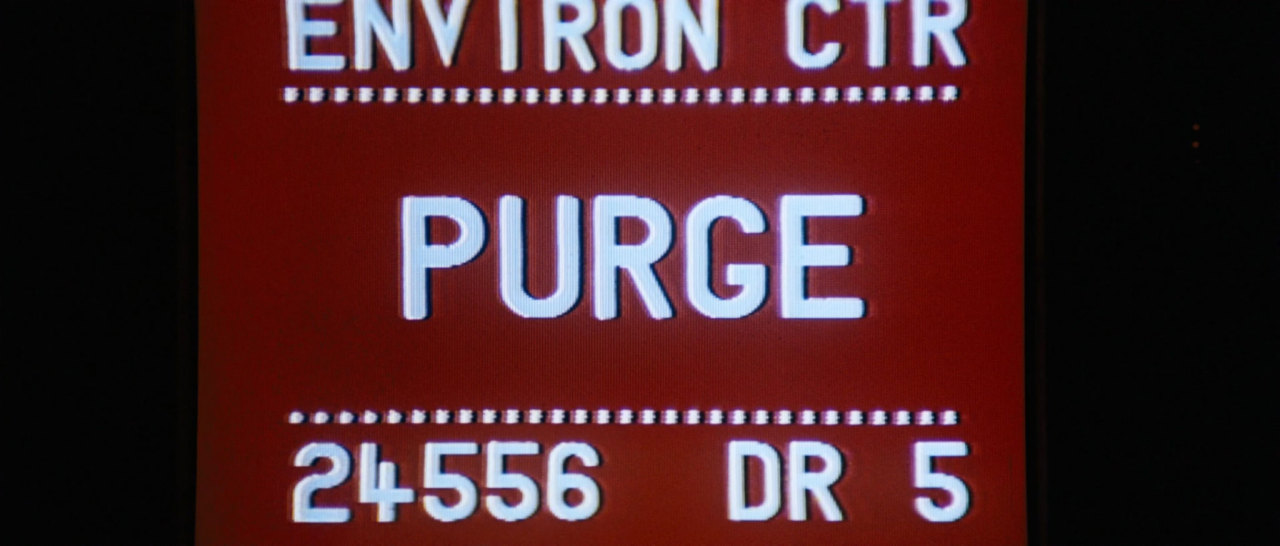 ENVIRON CTR
PURGE
24556 DR 5